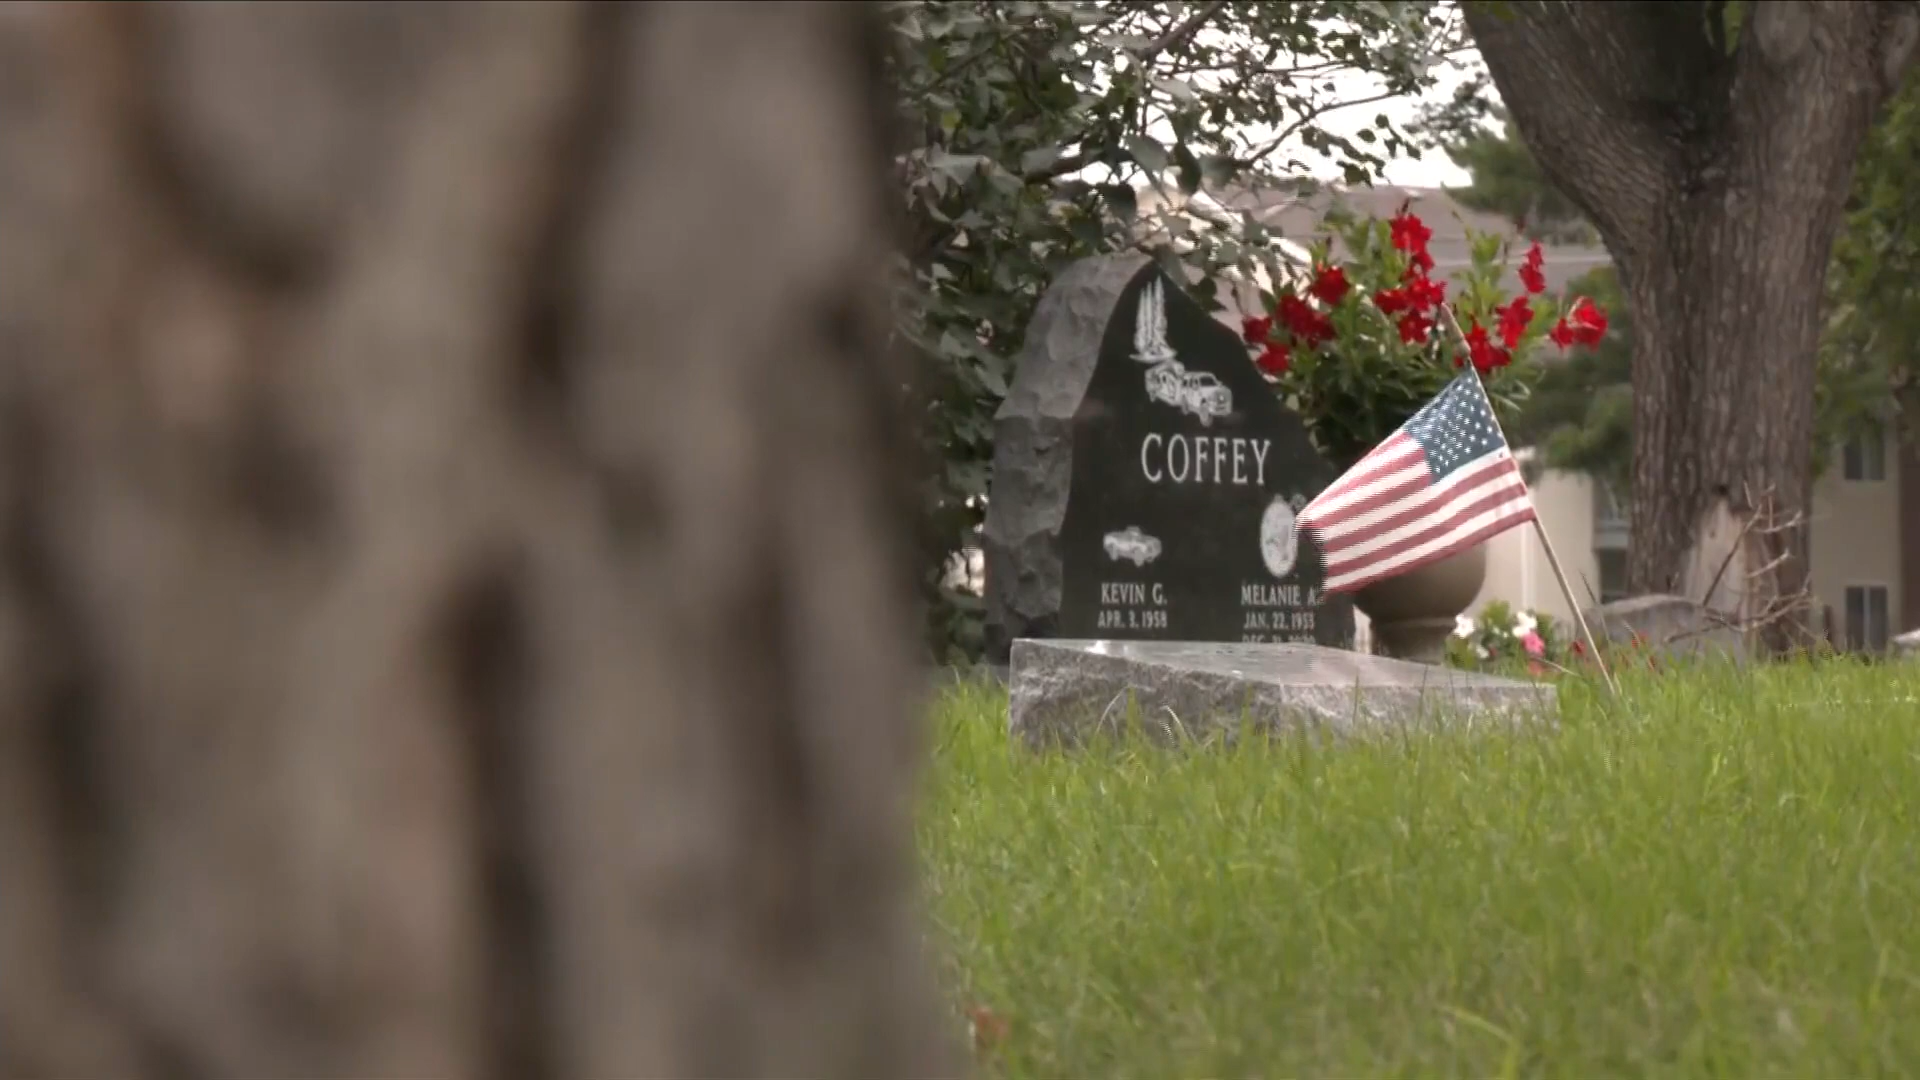 COFFEY
KEVIN G.
APR. 3, 1958
MELANIE A.
JAN. 22, 1953